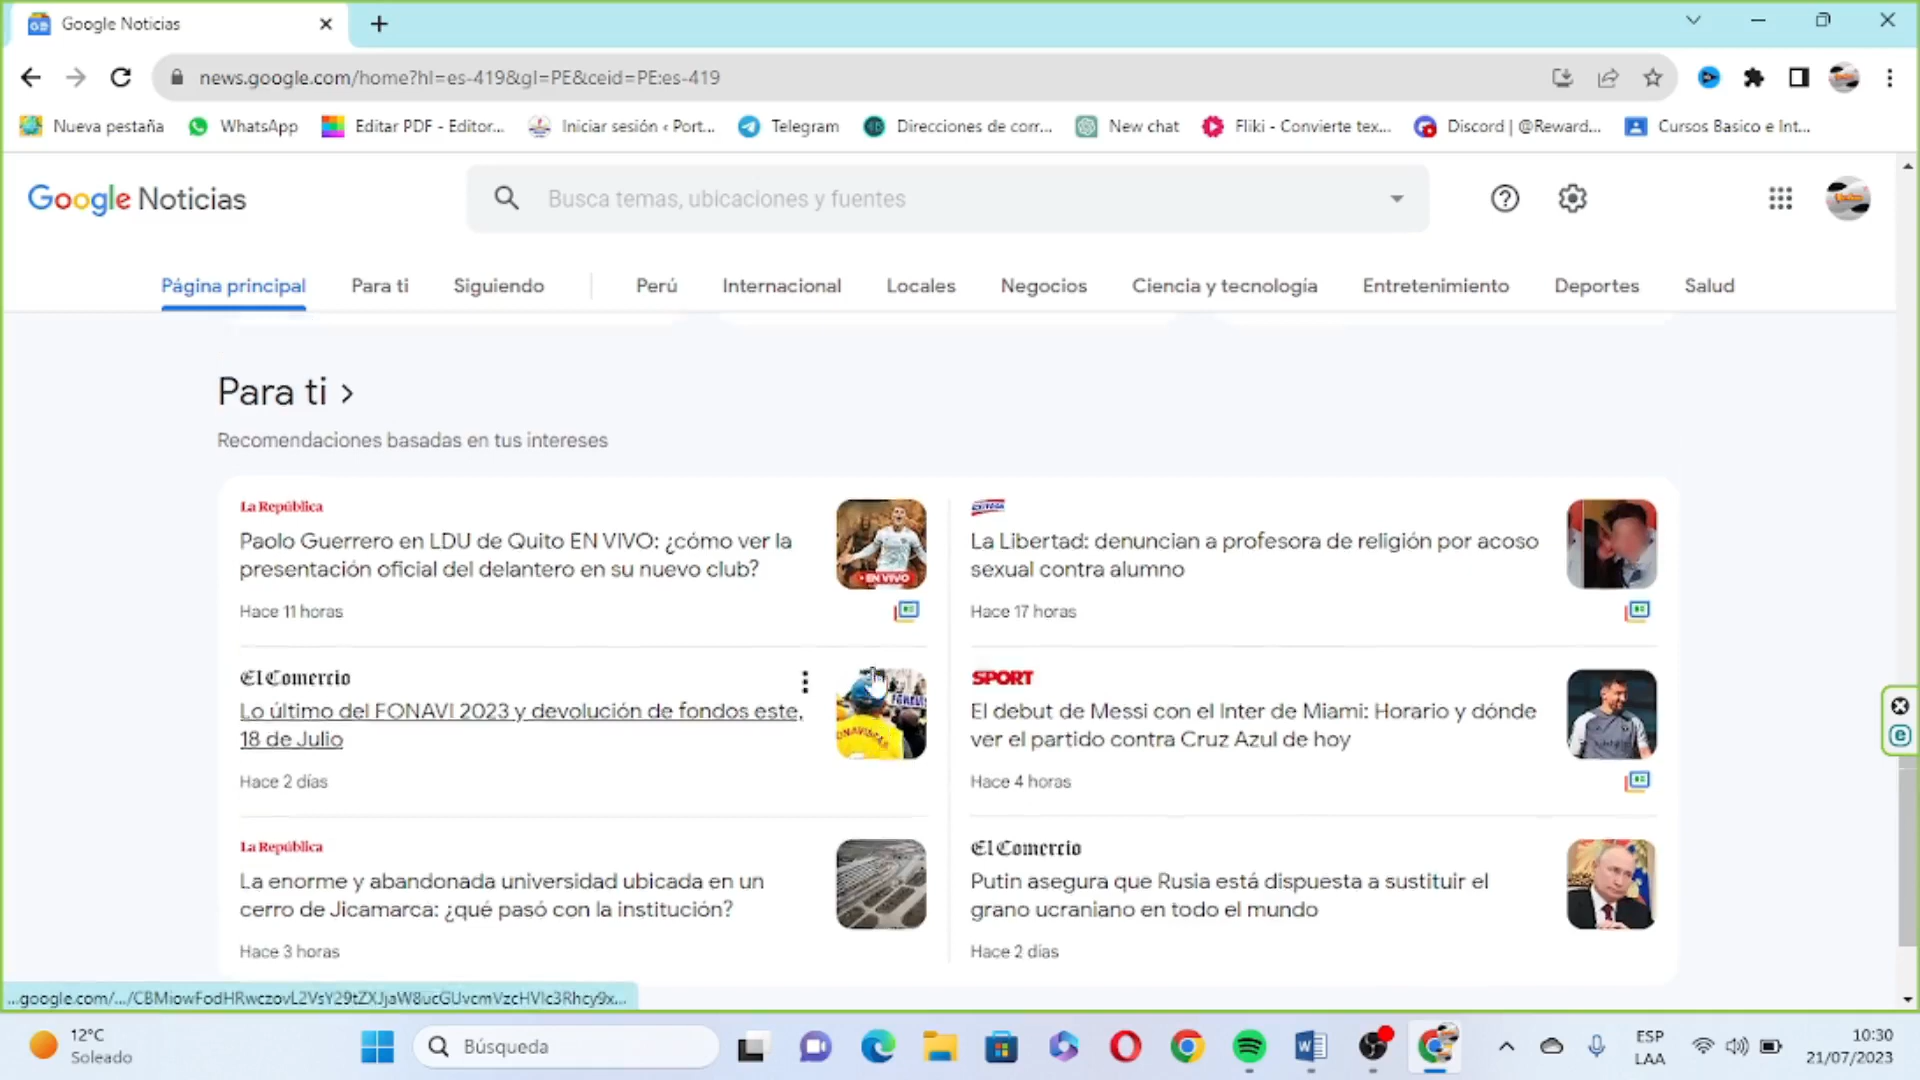 Google Noticias
news.google.com/home?hl=es-419&gl=PE&ceid=PE:es-419
Nueva pestaña WhatsApp Editar PDF - Editor... Iniciar sesión ‹ Port... Telegram Direcciones de corr... New chat Fliki - Convierte tex... Discord | @Reward... Cursos Basico e Int...
Google Noticias
Busca temas, ubicaciones y fuentes
Página principal Para ti Siguiendo Perú Internacional Locales Negocios Ciencia y tecnología Entretenimiento Deportes Salud
Para ti >
Recomendaciones basadas en tus intereses
La República
Paolo Guerrero en LDU de Quito EN VIVO: ¿cómo ver la
presentación oficial del delantero en su nuevo club?
EN VIVO
Hace 11 horas
La Libertad: denuncian a profesora de religión por acoso
sexual contra alumno
Hace 17 horas
El Comercio
Lo último del FONAVI 2023 y devolución de fondos este,
18 de Julio
Hace 2 días
SPORT
El debut de Messi con el Inter de Miami: Horario y dónde
ver el partido contra Cruz Azul de hoy
Hace 4 horas
La República
La enorme y abandonada universidad ubicada en un
cerro de Jicamarca: ¿qué pasó con la institución?
Hace 3 horas
El Comercio
Putin asegura que Rusia está dispuesta a sustituir el
grano ucraniano en todo el mundo
Hace 2 días
12°C
Soleado
Búsqueda
ESP
LAA
10:30
21/07/2023